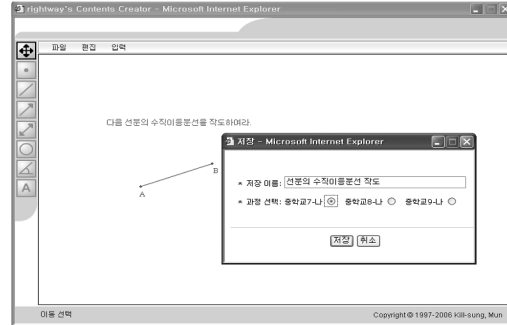 rightway's Contents Creator - Microsoft Internet Explorer
파일 편집 입력
다음 선분의 수직이등분선을 작도하여라.
A
B
저장 - Microsoft Internet Explorer
* 저장 이름: 선분의 수직이등분선 작도
* 과정 선택: 중학교7-나 중학교8-나 중학교9-나
저장 취소
A
이동 선택
Copyright © 1997-2006 Kill-sung, Mun